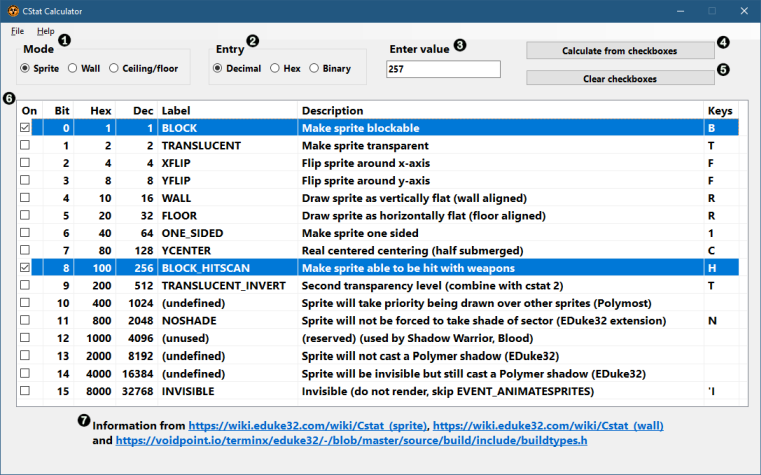 CStat Calculator
File Help
Mode 1 Entry 2 Enter value 3 Calculate from checkboxes 4
Sprite Wall Ceiling/floor Decimal Hex Binary 257 Clear checkboxes 5
6
On Bit Hex Dec Label Description Keys
0 1 1 BLOCK Make sprite blockable B
1 2 2 TRANSLUCENT Make sprite transparent T
2 4 4 XFLIP Flip sprite around x-axis F
3 8 8 YFLIP Flip sprite around y-axis F
4 10 16 WALL Draw sprite as vertically flat (wall aligned) R
5 20 32 FLOOR Draw sprite as horizontally flat (floor aligned) R
6 40 64 ONE_SIDED Make sprite one sided 1
7 80 128 YCENTER Real centered centering (half submerged) C
8 100 256 BLOCK_HITSCAN Make sprite able to be hit with weapons H
9 200 512 TRANSLUCENT_INVERT Second transparency level (combine with cstat 2) T
10 400 1024 (undefined) Sprite will take priority being drawn over other sprites (Polymost)
11 800 2048 NOSHADE Sprite will not be forced to take shade of sector (EDuke32 extension) N
12 1000 4096 (unused) (reserved) (used by Shadow Warrior, Blood)
13 2000 8192 (undefined) Sprite will not cast a Polymer shadow (EDuke32)
14 4000 16384 (undefined) Sprite will be invisible but still cast a Polymer shadow (EDuke32)
15 8000 32768 INVISIBLE Invisible (do not render, skip EVENT_ANIMATESPRITES) 'I
7 Information from https://wiki.eduke32.com/wiki/Cstat_(sprite), https://wiki.eduke32.com/wiki/Cstat_(wall)
and https://voidpoint.io/terminx/eduke32/-/blob/master/source/build/include/buildtypes.h